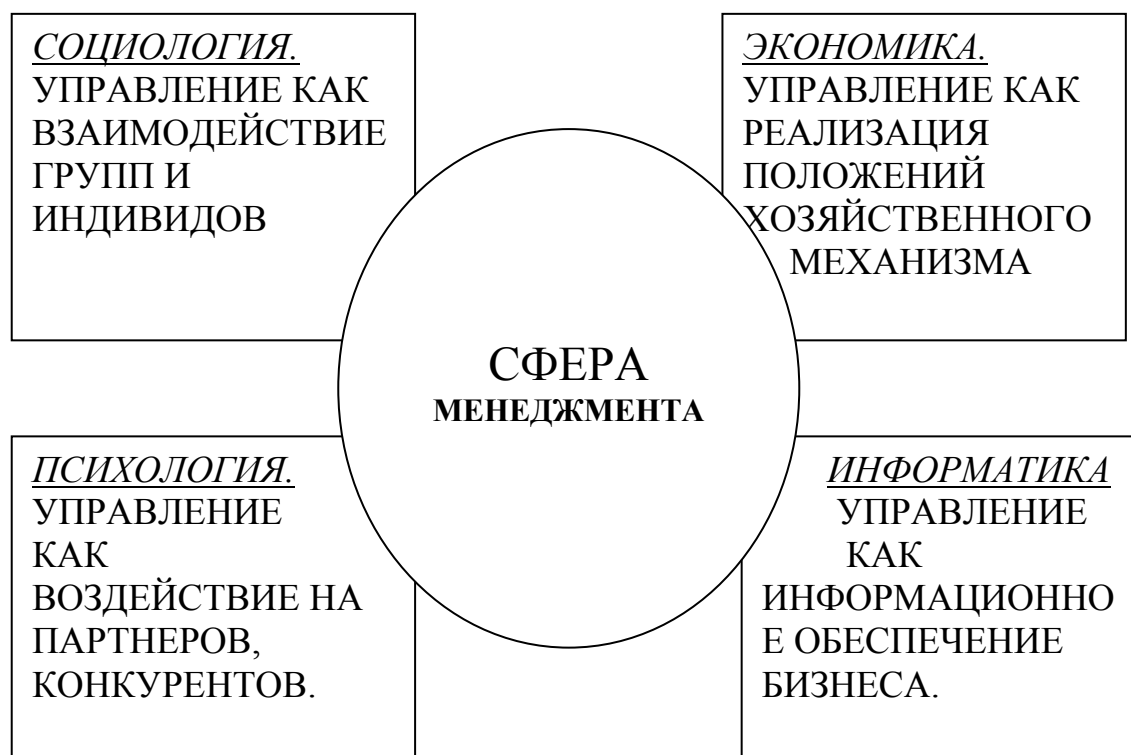 СОЦИОЛОГИЯ.
УПРАВЛЕНИЕ КАК
ВЗАИМОДЕЙСТВИЕ
ГРУПП И
ИНДИВИДОВ
ЭКОНОМИКА.
УПРАВЛЕНИЕ КАК
РЕАЛИЗАЦИЯ
ПОЛОЖЕНИЙ
ХОЗЯЙСТВЕННОГО
МЕХАНИЗМА
СФЕРА
МЕНЕДЖМЕНТА
ПСИХОЛОГИЯ.
УПРАВЛЕНИЕ
КАК
ВОЗДЕЙСТВИЕ НА
ПАРТНЕРОВ,
КОНКУРЕНТОВ.
ИНФОРМАТИКА
УПРАВЛЕНИЕ
КАК
ИНФОРМАЦИОННО
Е ОБЕСПЕЧЕНИЕ
БИЗНЕСА.